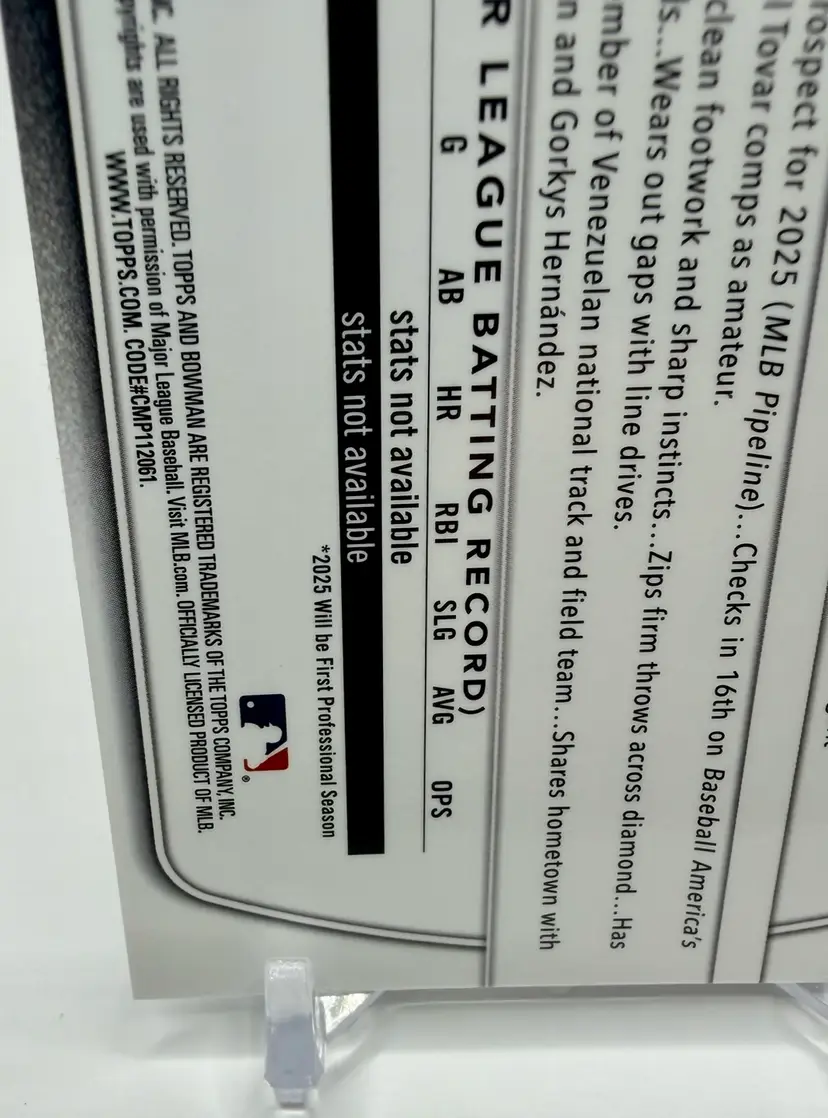 rospect for 2025 (MLB Pipeline)...Checks in 16th on Baseball America's
Tovar comps as amateur.
clean footwork and sharp instincts...Zips firm throws across diamond...Has
ls....Wears out gaps with line drives.
mber of Venezuelan national track and field team...Shares hometown with
n and Gorkys Hernández.
R LEAGUE BATTING RECORD)
G AB HR RBI SLG AVG OPS
stats not available
stats not available
*2025 Will be First Professional Season
NC. ALL RIGHTS RESERVED. TOPPS AND BOWMAN ARE REGISTERED TRADEMARKS OF THE TOPPS COMPANY, INC.
opyrights are used with permission of Major League Baseball. Visit MLB.com. OFFICIALLY LICENSED PRODUCT OF MLB.
WWW.TOPPS.COM. CODE#CMP112061.